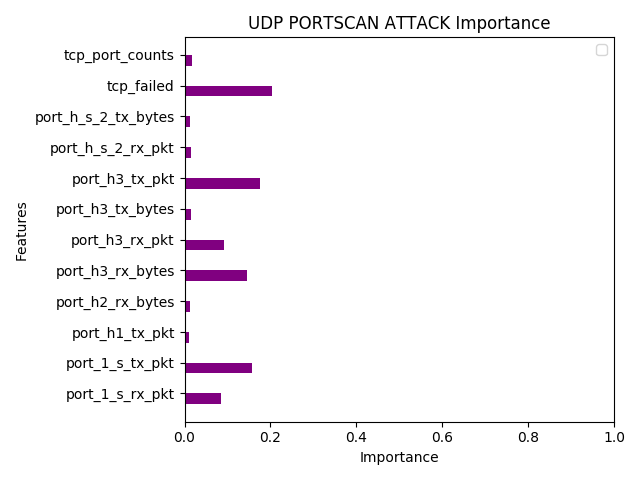 UDP PORTSCAN ATTACK Importance
tcp_port_counts
tcp_failed
port_h_s_2_tx_bytes
port_h_s_2_rx_pkt
port_h3_tx_pkt
port_h3_tx_bytes
port_h3_rx_pkt
port_h3_rx_bytes
port_h2_rx_bytes
port_h1_tx_pkt
port_1_s_tx_pkt
port_1_s_rx_pkt
Features
0.0 0.2 0.4 0.6 0.8 1.0
Importance